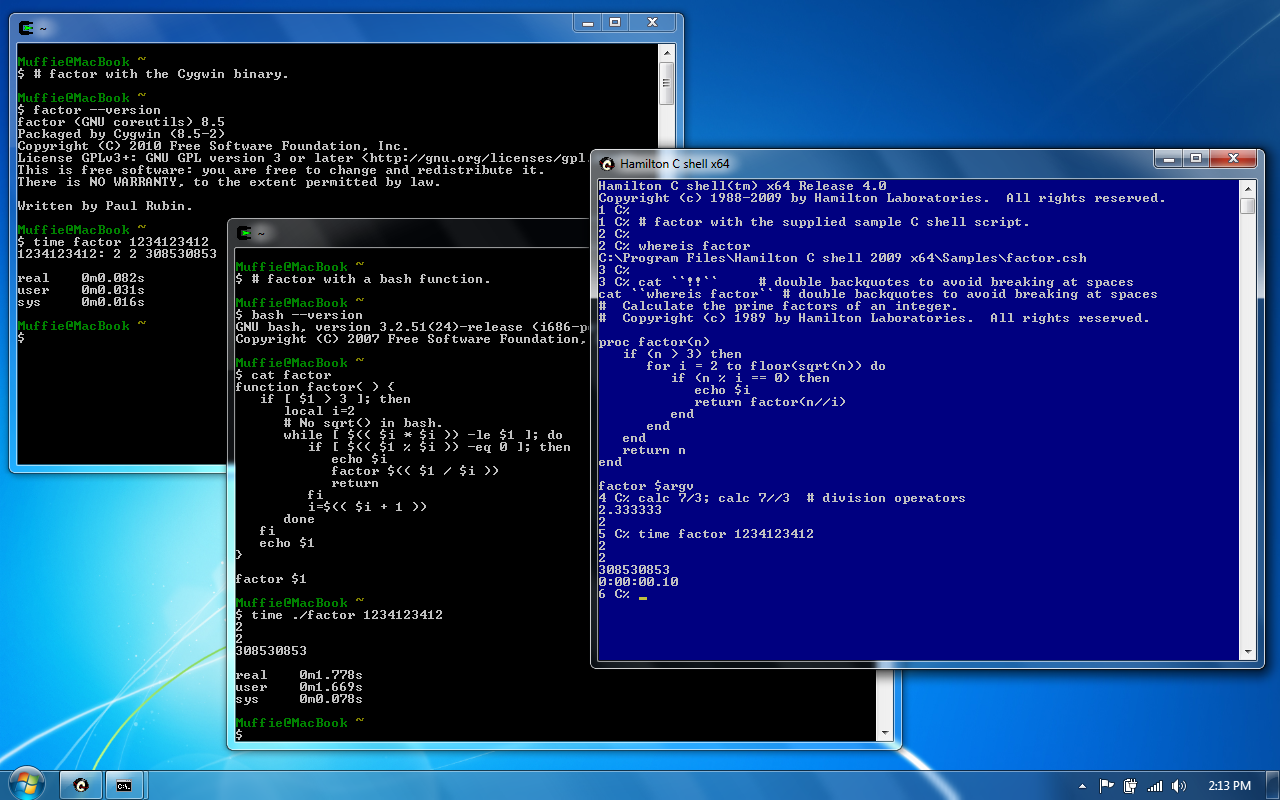 ~
Muffie@MacBook ~
$ # factor with the Cygwin binary.
Muffie@MacBook ~
$ factor --version
factor (GNU coreutils) 8.5
Packaged by Cygwin (8.5-2)
Copyright (C) 2010 Free Software Foundation, Inc.
License GPLv3+: GNU GPL version 3 or later <http://gnu.org/licenses/gpl.
This is free software: you are free to change and redistribute it.
There is NO WARRANTY, to the extent permitted by law.
Written by Paul Rubin.
Muffie@MacBook ~
$ time factor 1234123412
1234123412: 2 2 308530853
real    0m0.082s
user    0m0.031s
sys     0m0.016s
Muffie@MacBook ~
$
~
Muffie@MacBook ~
$ # factor with a bash function.
Muffie@MacBook ~
$ bash --version
GNU bash, version 3.2.51(24)-release (i686-p
Copyright (C) 2007 Free Software Foundation,
Muffie@MacBook ~
$ cat factor
function factor( ) {
   if [ $1 > 3 ]; then
      local i=2
      # No sqrt() in bash.
      while [ $(( $i * $i )) -le $1 ]; do
         if [ $(( $1 % $i )) -eq 0 ]; then
            echo $i
            factor $(( $1 / $i ))
            return
         fi
         i=$(( $i + 1 ))
      done
   fi
   echo $1
}
factor $1
Muffie@MacBook ~
$ time ./factor 1234123412
2
2
308530853
real    0m1.778s
user    0m1.669s
sys     0m0.078s
Muffie@MacBook ~
$
Hamilton C shell x64
Hamilton C shell(tm) x64 Release 4.0
Copyright (c) 1988-2009 by Hamilton Laboratories.  All rights reserved.
1 C%
1 C% # factor with the supplied sample C shell script.
2 C%
2 C% whereis factor
C:\Program Files\Hamilton C shell 2009 x64\Samples\factor.csh
3 C%
3 C% cat ``!!``     # double backquotes to avoid breaking at spaces
cat ``whereis factor`` # double backquotes to avoid breaking at spaces
#  Calculate the prime factors of an integer.
#  Copyright (c) 1989 by Hamilton Laboratories.  All rights reserved.
proc factor(n)
   if (n > 3) then
      for i = 2 to floor(sqrt(n)) do
         if (n % i == 0) then
            echo $i
            return factor(n//i)
         end
      end
   end
   return n
end
factor $argv
4 C% calc 7/3; calc 7//3  # division operators
2.333333
2
5 C% time factor 1234123412
2
2
308530853
0:00:00.10
6 C% _
C:\.
2:13 PM